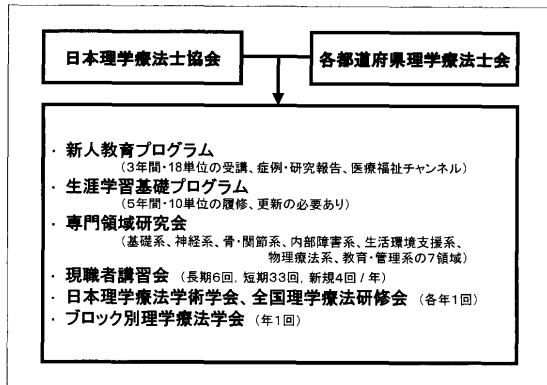 日本理学療法士協会
各都道府県理学療法士会
・ 新人教育プログラム
(3年間・18単位の受講、症例・研究報告、医療福祉チャンネル)
・ 生涯学習基礎プログラム
(5年間・10単位の履修、更新の必要あり)
・ 専門領域研究会
(基礎系、神経系、骨・関節系、内部障害系、生活環境支援系、
物理療法系、教育・管理系の7領域)
・ 現職者講習会 (長期6回, 短期33回, 新規4回 / 年)
・ 日本理学療法学術学会、全国理学療法研修会 (各年1回)
・ ブロック別理学療法学会 (年1回)